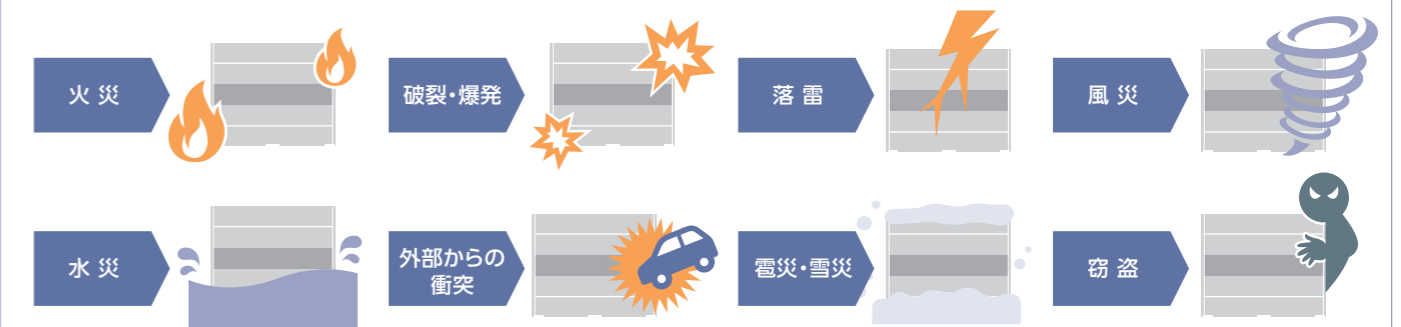 火 災
破裂・爆発
落 雷
風 災
水 災
外部からの
衝突
雹災・雪災
窃 盗